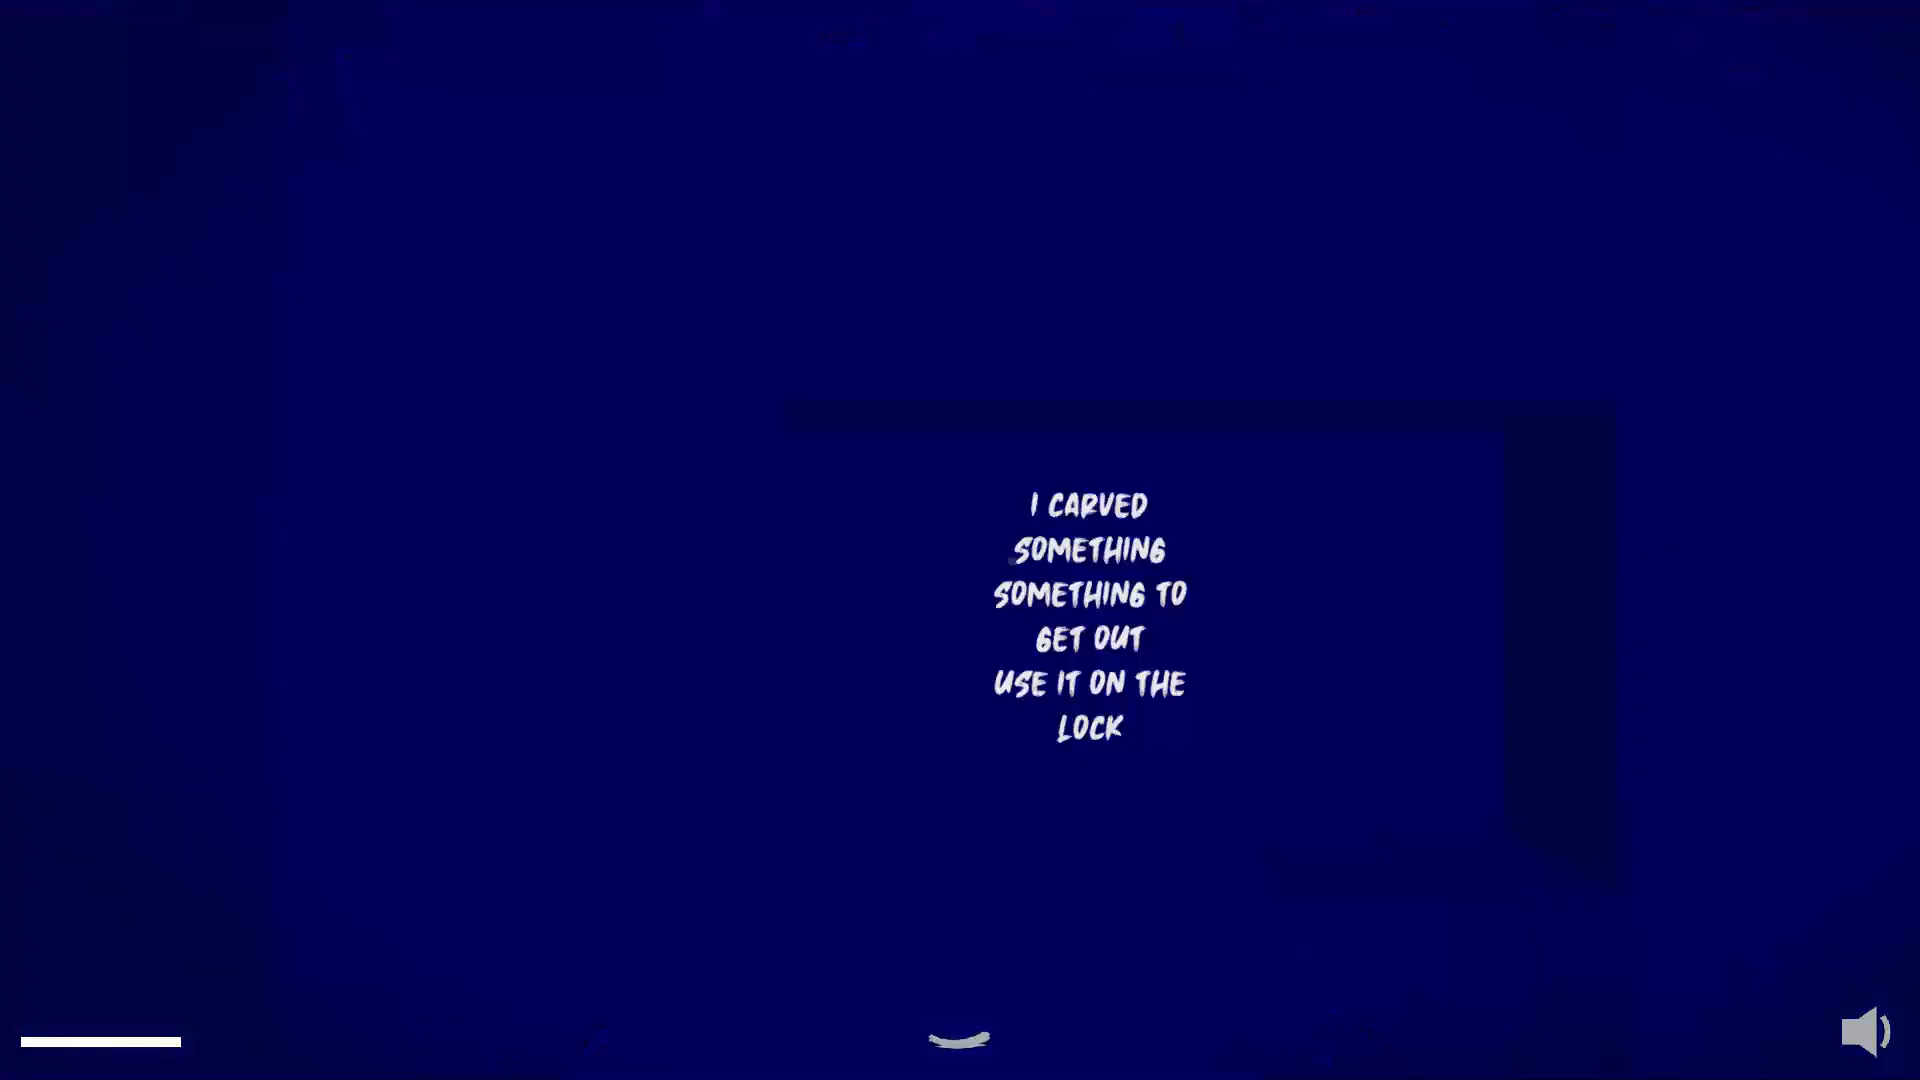 I CARVED
SOMETHING
SOMETHING TO
GET OUT
USE IT ON THE
LOCK